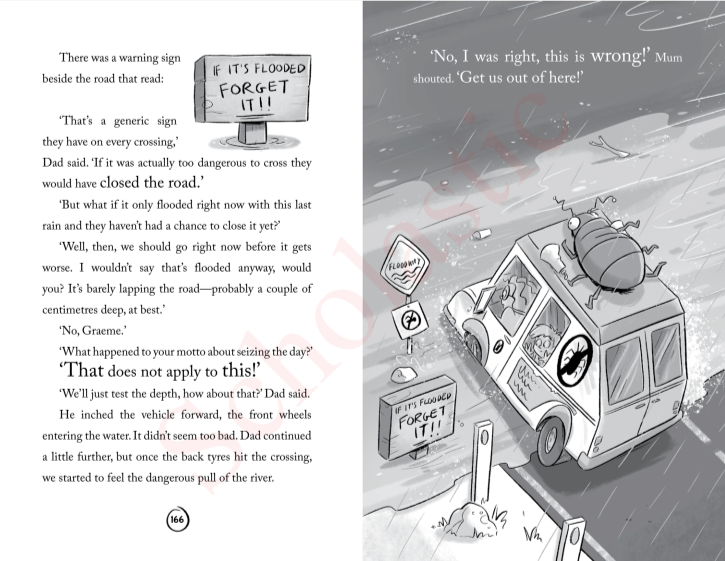 There was a warning sign
beside the road that read:
IF IT'S FLOODED
FORGET
IT!!
‘That’s a generic sign
they have on every crossing,’
Dad said. ‘If it was actually too dangerous to cross they
would have closed the road.’
‘But what if it only flooded right now with this last
rain and they haven’t had a chance to close it yet?’
‘Well, then, we should go right now before it gets
worse. I wouldn’t say that’s flooded anyway, would
you? It’s barely lapping the road—probably a couple of
centimetres deep, at best.’
‘No, Graeme.’
‘What happened to your motto about seizing the day?’
‘That does not apply to this!’
‘We’ll just test the depth, how about that?’ Dad said.
He inched the vehicle forward, the front wheels
entering the water. It didn’t seem too bad. Dad continued
a little further, but once the back tyres hit the crossing,
we started to feel the dangerous pull of the river.
166
‘No, I was right, this is wrong!’ Mum
shouted. ‘Get us out of here!’
FLOODWAY
IF IT'S FLOODED
FORGET
IT!!
Scholastic